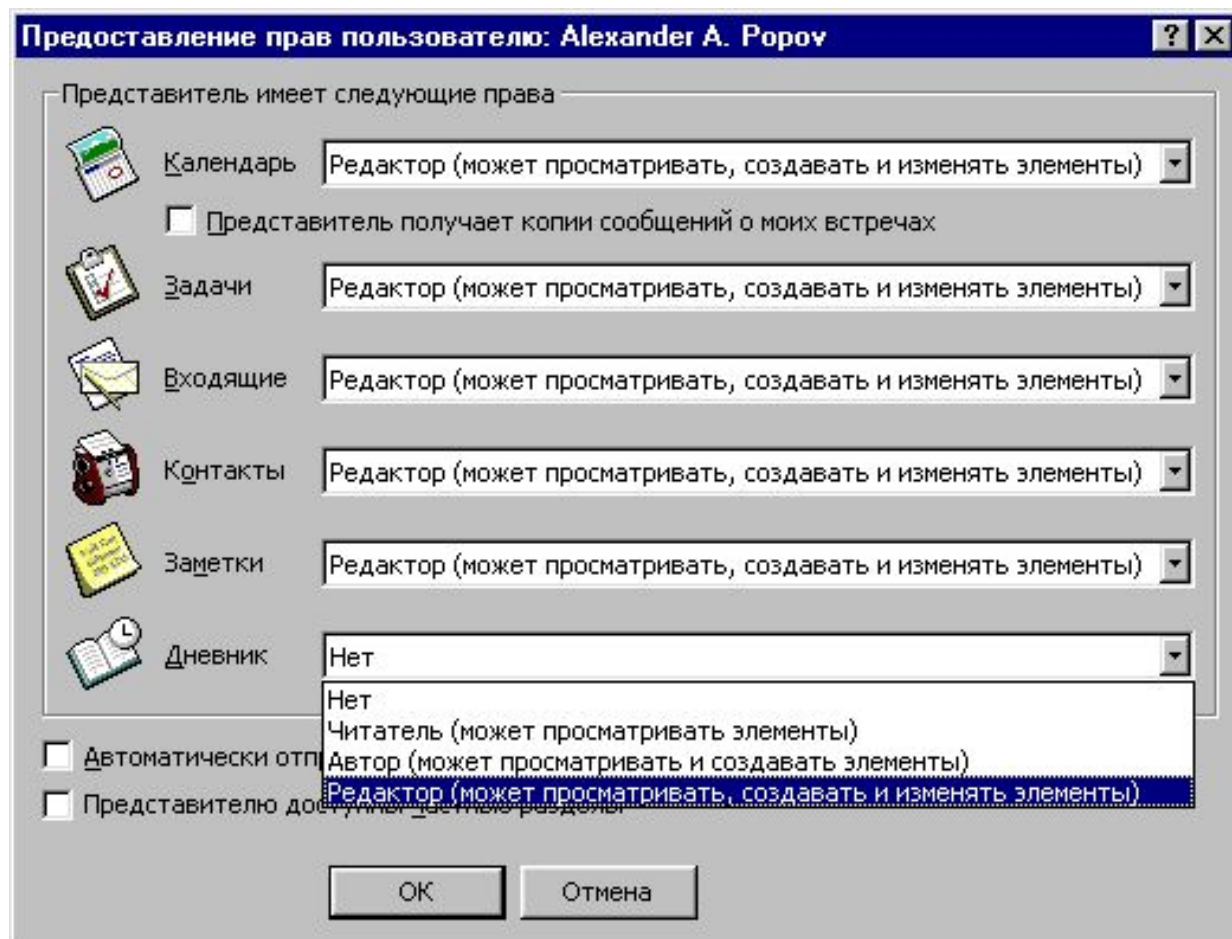 Предоставление прав пользователю: Alexander A. Popov
Представитель имеет следующие права
Календарь Редактор (может просматривать, создавать и изменять элементы)
Представитель получает копии сообщений о моих встречах
Задачи Редактор (может просматривать, создавать и изменять элементы)
Входящие Редактор (может просматривать, создавать и изменять элементы)
Контакты Редактор (может просматривать, создавать и изменять элементы)
Заметки Редактор (может просматривать, создавать и изменять элементы)
Дневник Нет
Нет
Читатель (может просматривать элементы)
Автоматически Автор (может просматривать и создавать элементы)
Редактор (может просматривать, создавать и изменять элементы)
Представителю
ОК Отмена